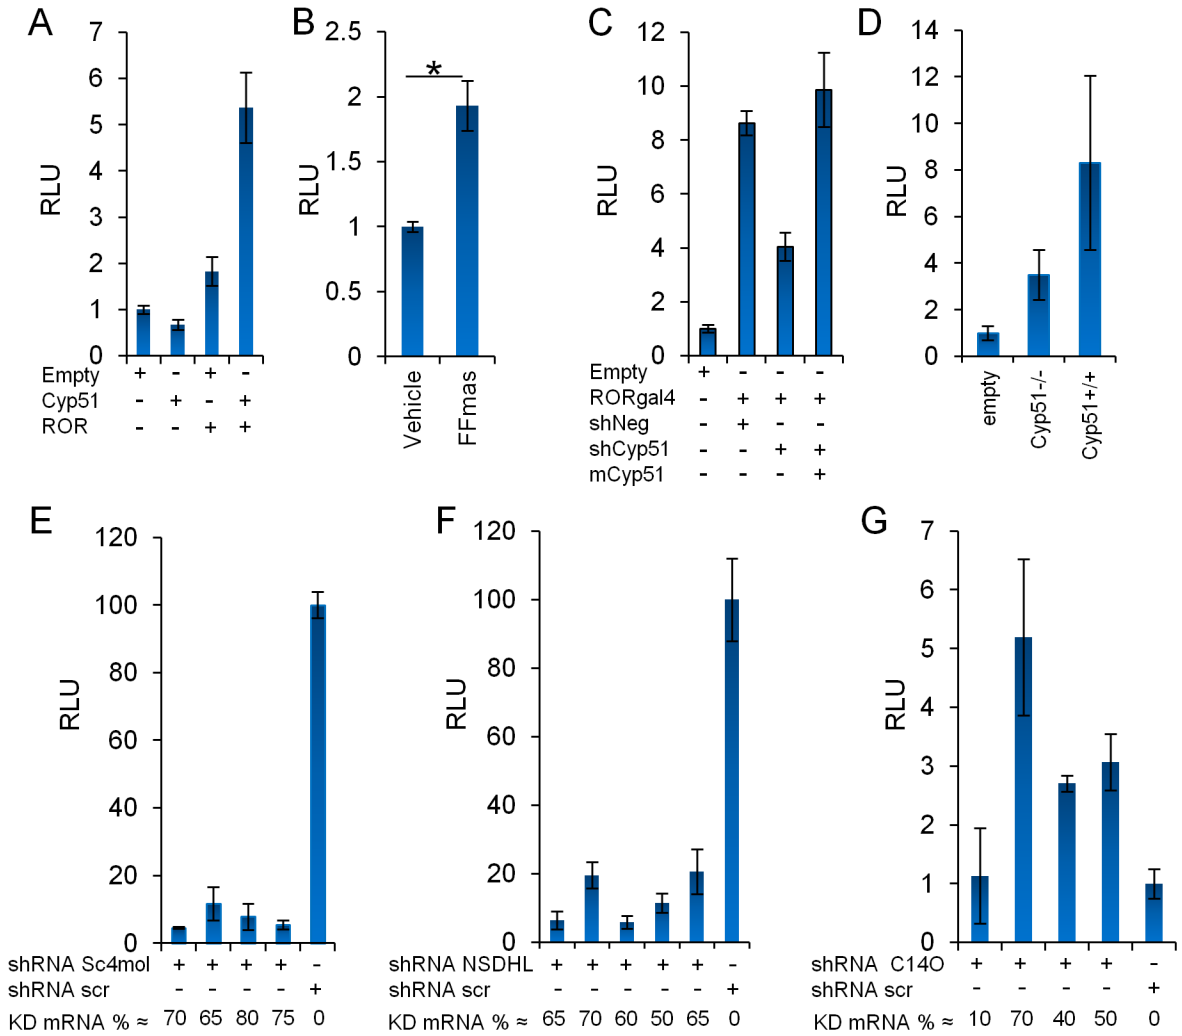 A
B
C
D
7
6
5
4
3
2
1
0
RLU
Empty + - + -
Cyp51 - + - +
ROR - - + +
2.5
2
1.5
1
0.5
0
RLU
*
Vehicle
FFmas
12
10
8
6
4
2
0
RLU
Empty + - - -
RORgal4 - + + +
shNeg - + - -
shCyp51 - - + +
mCyp51 - - - +
14
12
10
8
6
4
2
0
RLU
empty
Cyp51-/-
Cyp51+/+
E
F
G
120
100
80
60
40
20
0
RLU
shRNA Sc4mol + + + + -
shRNA scr - - - - +
KD mRNA % ≈ 70 65 80 75 0
120
100
80
60
40
20
0
RLU
shRNA NSDHL + + + + + -
shRNA scr - - - - - +
KD mRNA % ≈ 65 70 60 50 65 0
7
6
5
4
3
2
1
0
RLU
shRNA C14O + + + + -
shRNA scr - - - - +
KD mRNA % ≈ 10 70 40 50 0